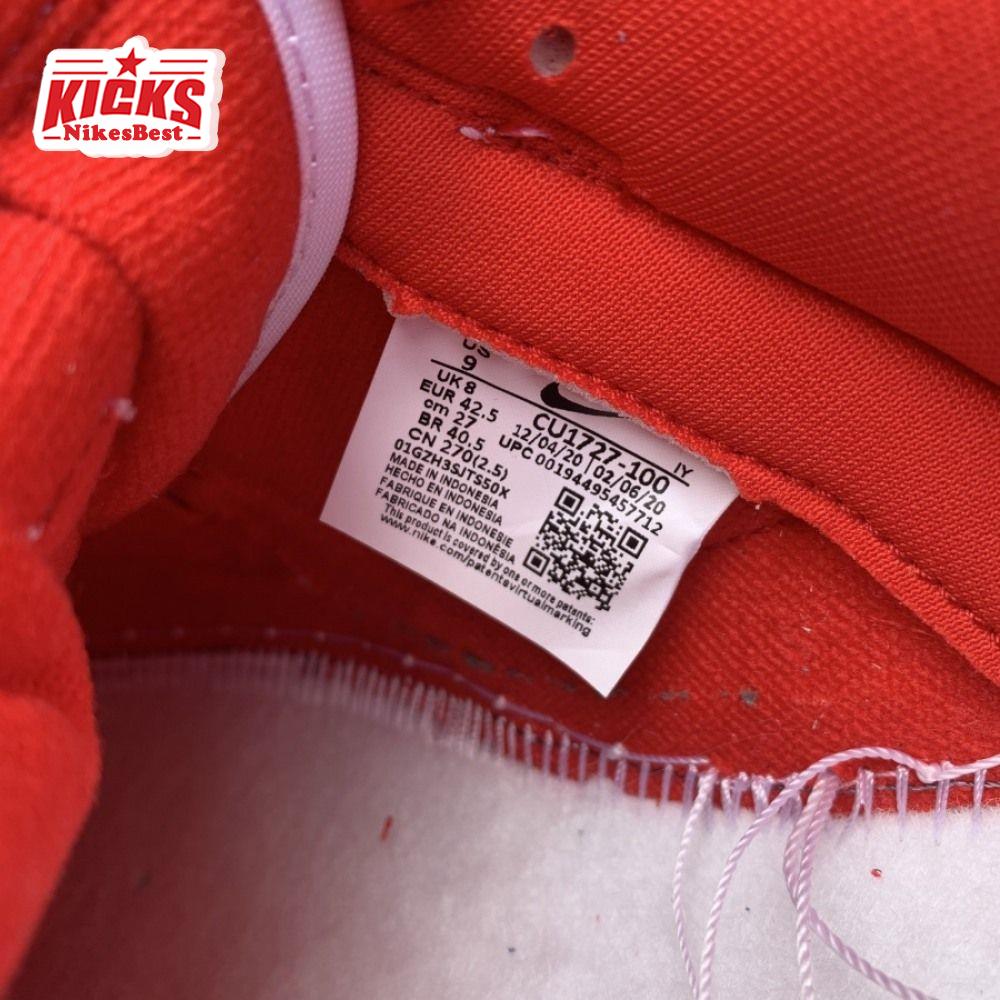 KICKS
NikesBest
US
9
UK 8
EUR 42.5
cm 27
BR 40.5
CN 270(2.5)
01GZH3SJTS50X
MADE IN INDONESIA
HECHO EN INDONESIA
FABRIQUE EN INDONESIE
FABRICADO NA INDONÉSIA
This product is covered by one or more patents:
www.nike.com/patentsvirtualmarking
CU1727-100 IY
12/04/20 02/06/20
UPC 00194495457712